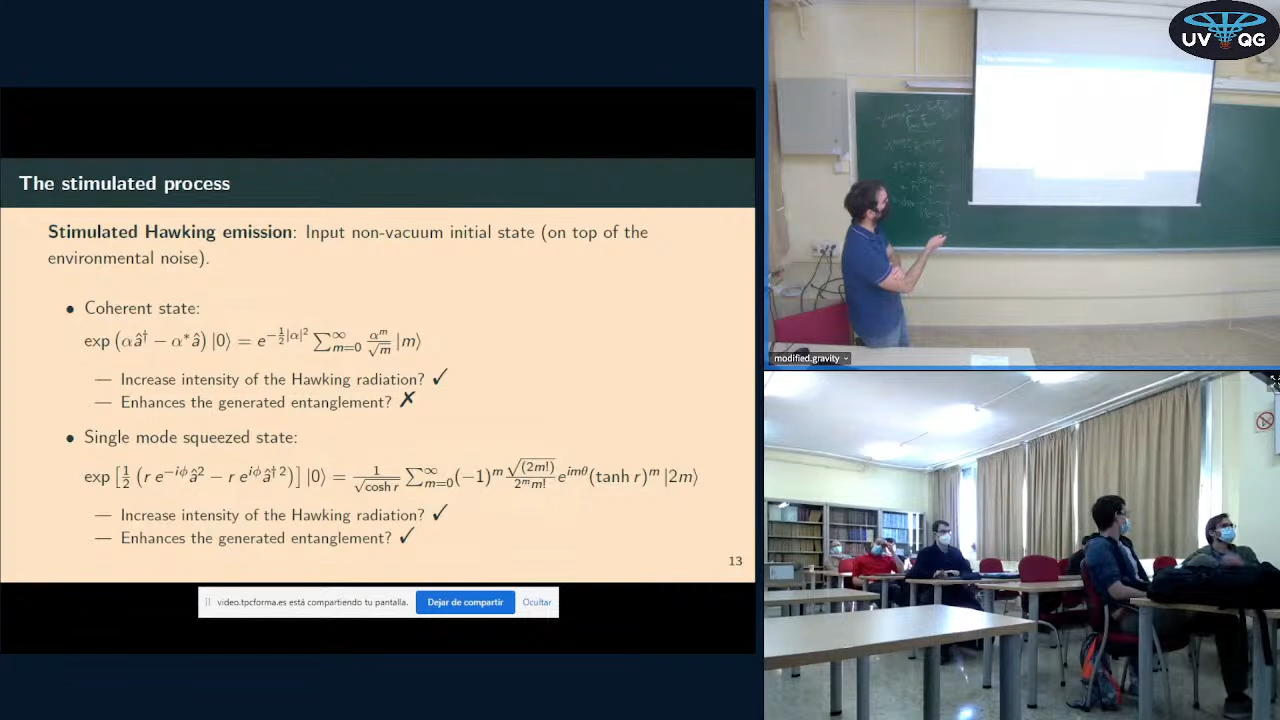 The stimulated process
Stimulated Hawking emission: Input non-vacuum initial state (on top of the
environmental noise).
• Coherent state:
exp (αâ† − α*â) |0⟩ = e^{−½|α|²} ∑_{m=0}^{∞} α^m/√m |m⟩
— Increase intensity of the Hawking radiation? ✓
— Enhances the generated entanglement? ✗
• Single mode squeezed state:
exp [½ (r e^{−iϕ}â² − r e^{iϕ}â†²)] |0⟩ = 1/√cosh r ∑_{m=0}^{∞} (−1)^m √(2m!)/(2^m m!) e^{imθ}(tanh r)^m |2m⟩
— Increase intensity of the Hawking radiation? ✓
— Enhances the generated entanglement? ✓
13
video.tpcforma.es está compartiendo tu pantalla.
Dejar de compartir
Ocultar
UV QG
modified.gravity